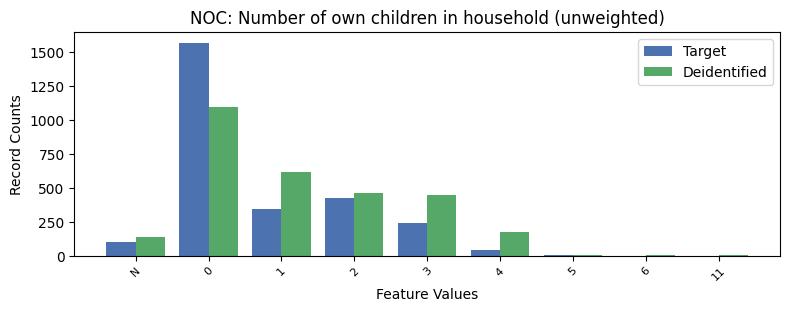 NOC: Number of own children in household (unweighted)
Target
Deidentified
Record Counts
1500
1250
1000
750
500
250
0
N 0 1 2 3 4 5 6 11
Feature Values